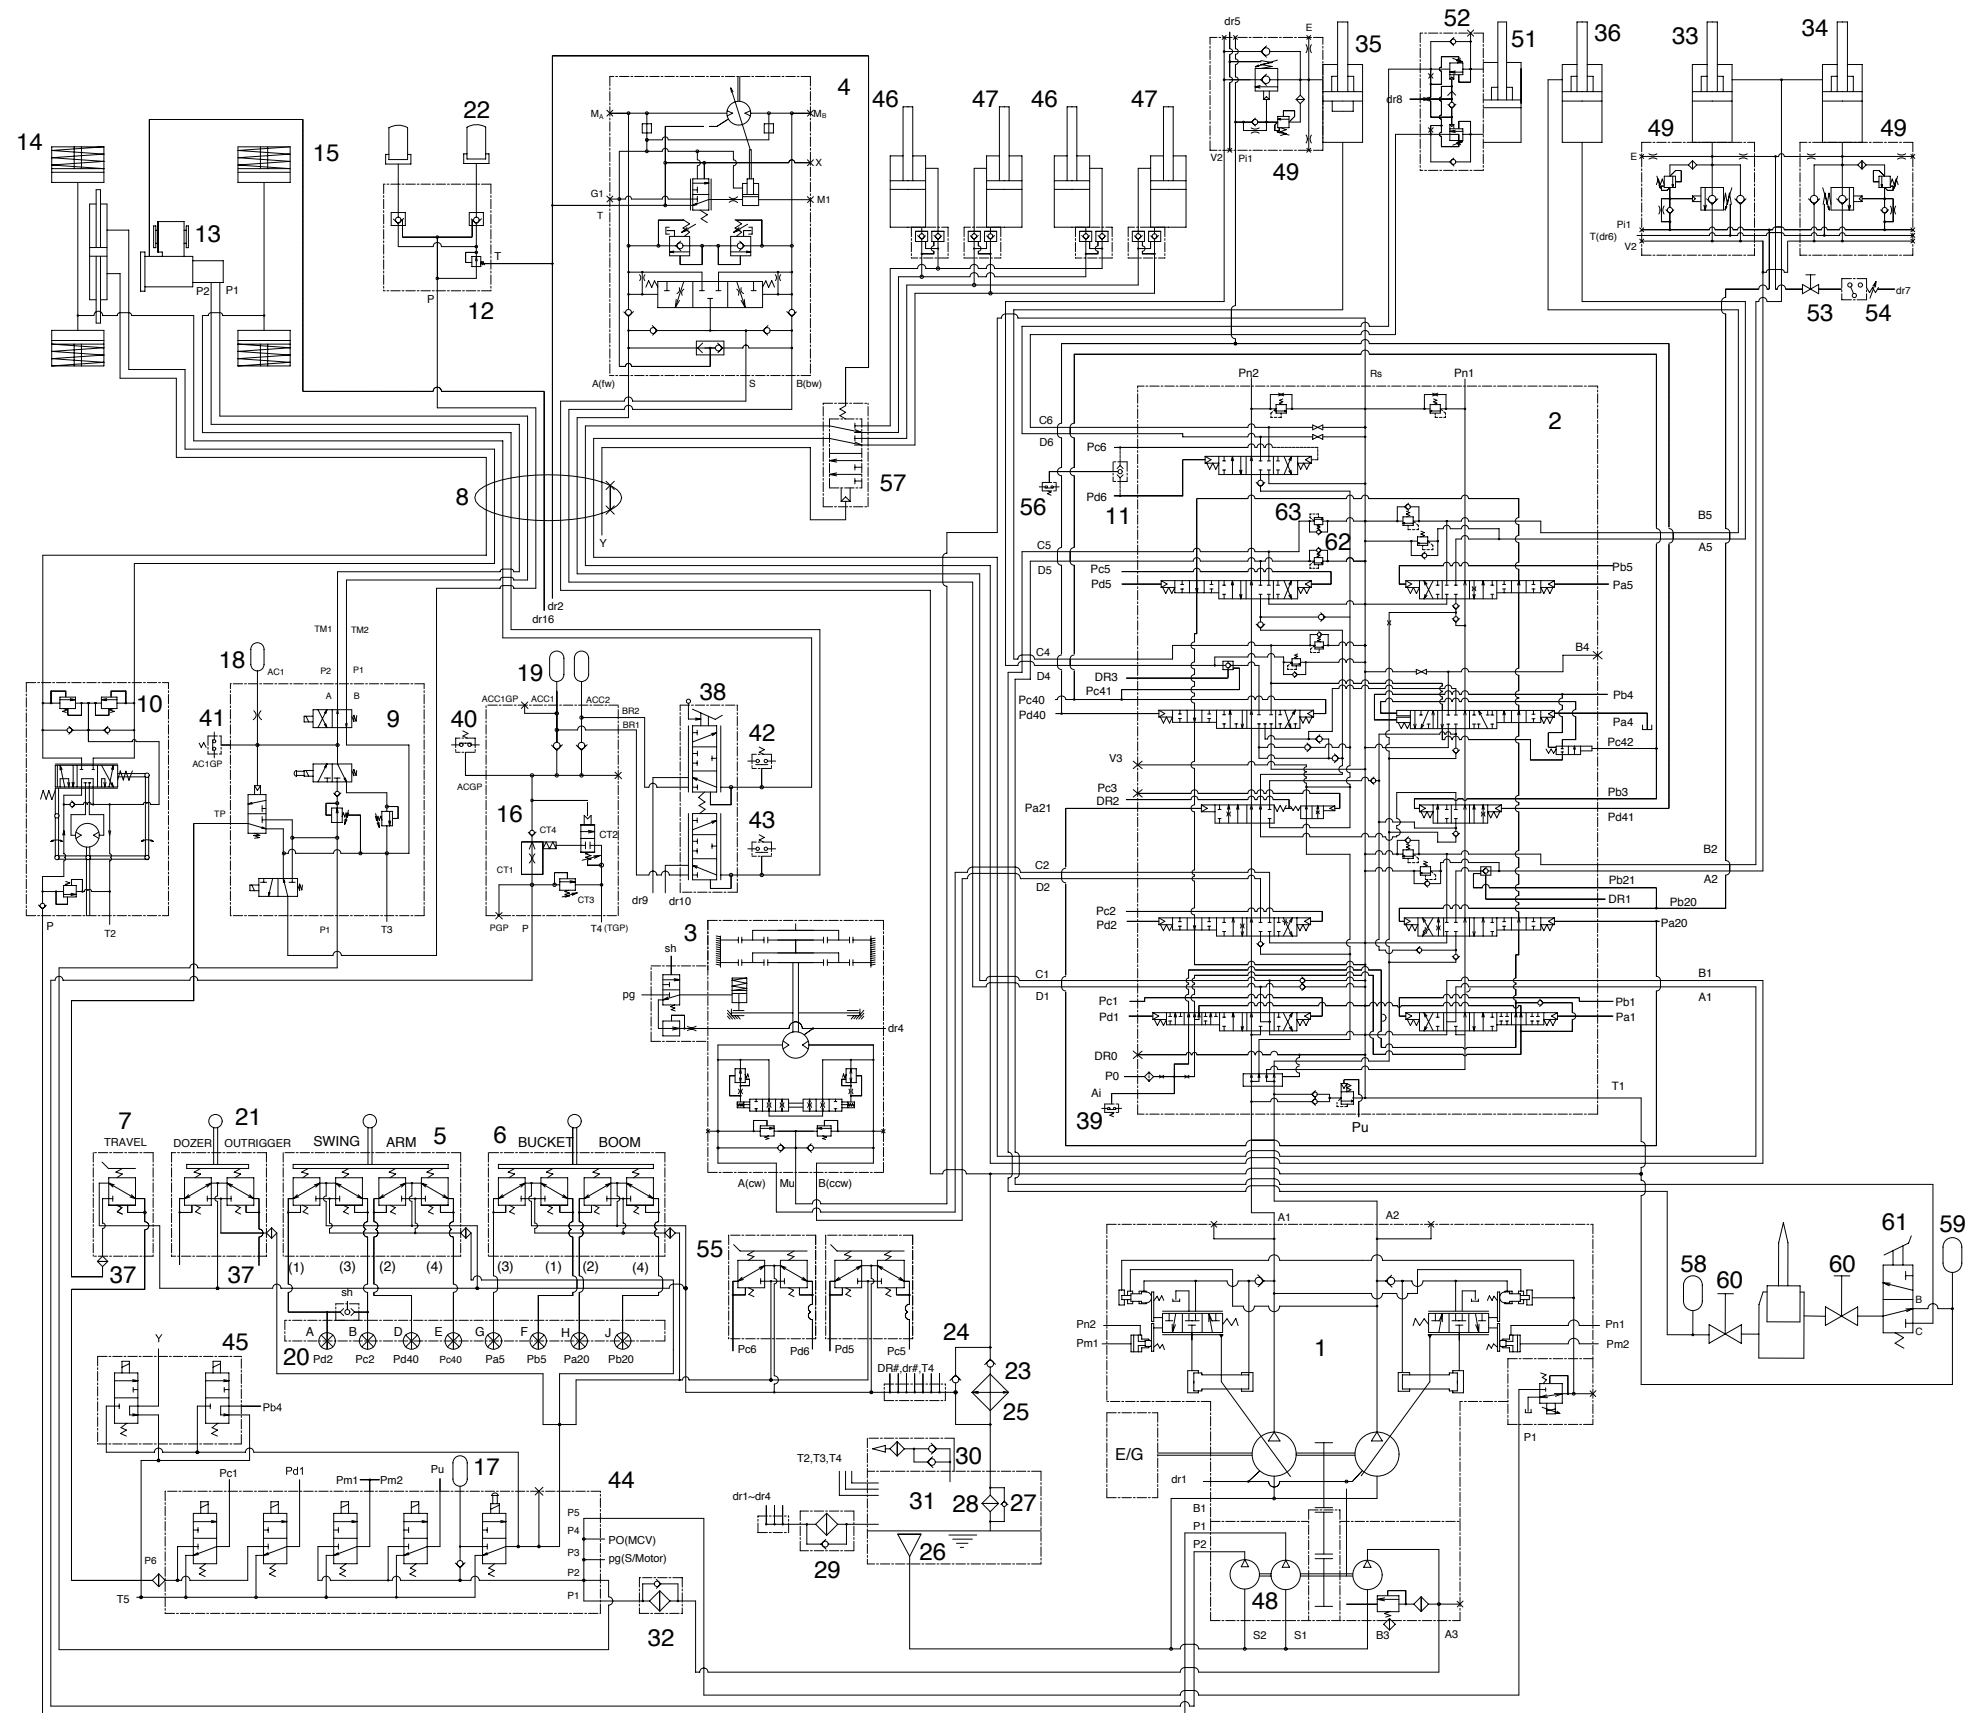 14
15
13
P2 P1
22
T
P
12
4
MA
MB
X
G1
M1
T
A(fw)
S
B(bw)
46
47
46
47
dr5
E
35
V2
Pi1
49
52
51
dr8
36
33
34
49
49
E
Pi1
T(dr6)
V2
53
54
dr7
57
8
Y
dr2
dr16
Pn2
Rs
Pn1
2
C6
D6
Pc6
Pd6
56
11
63
62
C5
D5
Pc5
Pd5
B5
A5
Pb5
Pa5
C4
D4
DR3
Pc41
Pc40
Pd40
B4
Pb4
Pa4
Pc42
V3
Pc3
DR2
Pa21
Pb3
Pd41
C2
D2
B2
A2
Pb21
DR1
Pb20
Pa20
Pc2
Pd2
C1
D1
Pc1
Pd1
B1
A1
Pb1
Pa1
DR0
P0
Ai
39
Pu
T1
10
P
T2
TM1
TM2
18
AC1
P2
P1
A
B
41
9
AC1GP
TP
P1
T3
19
ACC1GP
ACC1
ACC2
BR2
BR1
40
ACGP
16
CT4
CT2
CT1
CT3
PGP
P
T4(TGP)
38
42
43
dr9
dr10
3
sh
pg
dr4
A(cw)
Mu
B(ccw)
7
TRAVEL
21
DOZER
OUTRIGGER
SWING
ARM
5
6
BUCKET
BOOM
37
37
(1)
(3)
(2)
(4)
(3)
(1)
(2)
(4)
sh
A
B
D
E
G
F
H
J
20
Pd2
Pc2
Pd40
Pc40
Pa5
Pb5
Pa20
Pb20
55
Pc6
Pd6
Pd5
Pc5
DR#,dr#,T4
24
23
25
Y
45
Pb4
Pc1
Pd1
Pm1
Pm2
Pu
17
44
P5
P4
PO(MCV)
P3
pg(S/Motor)
P2
P1
P6
T5
32
T2,T3,T4
dr1~dr4
29
30
31
28
27
26
A1
A2
Pn2
Pm1
1
Pn1
Pm2
P1
E/G
dr1
B1
P1
P2
48
S2
S1
B3
A3
58
60
60
61
59
B
C